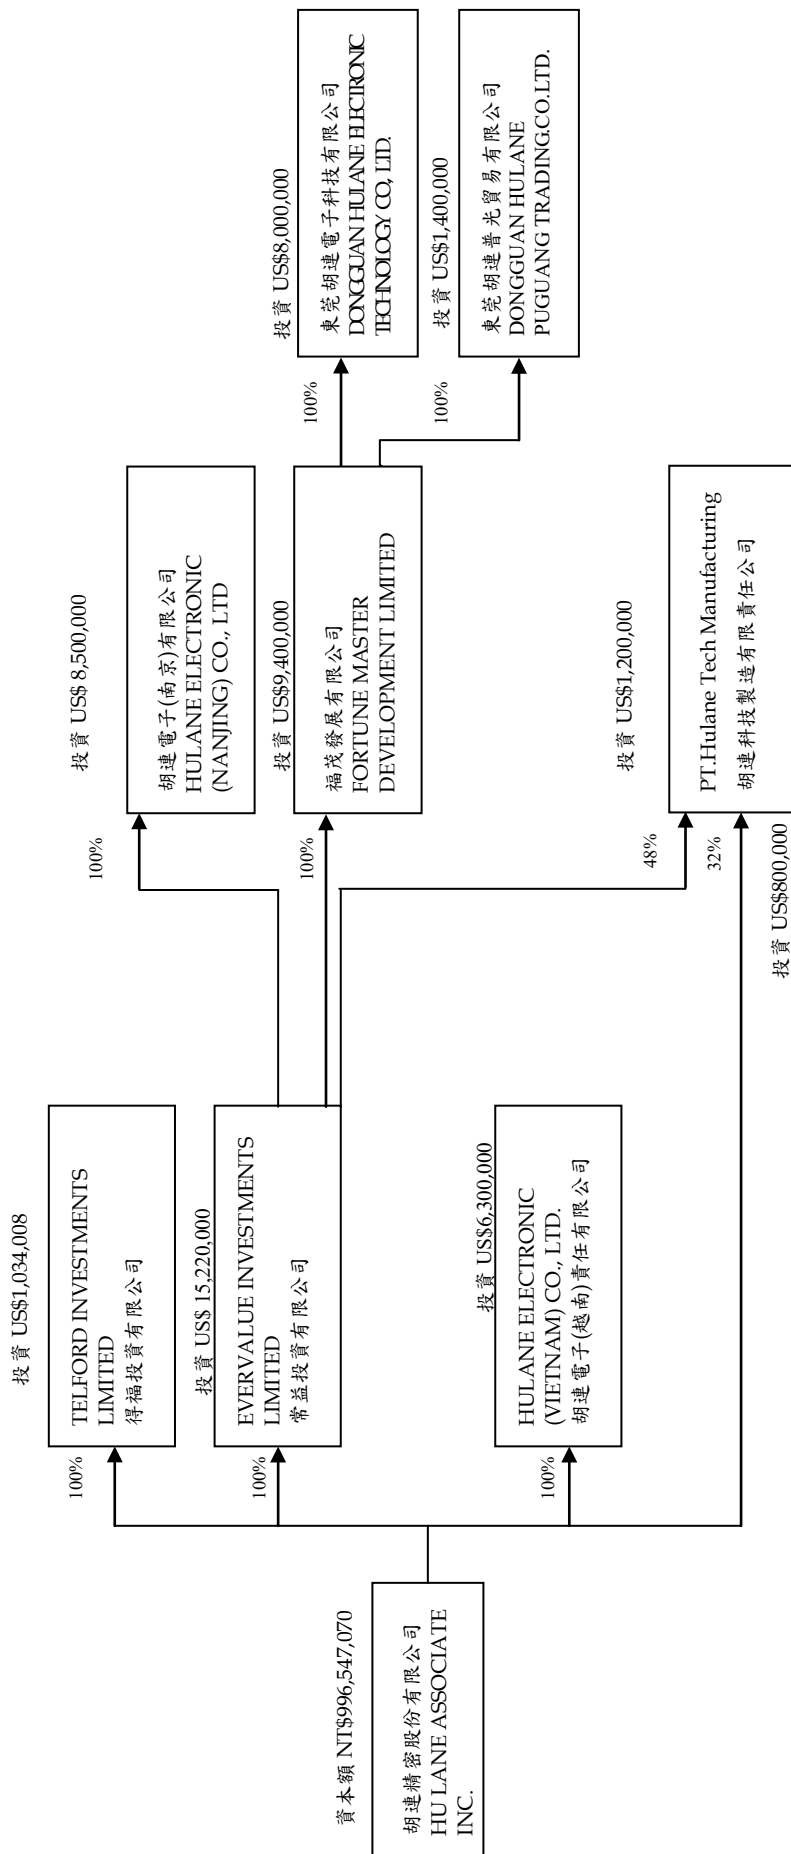 資本額 NT$996,547,070
胡連精密股份有限公司
HU LANE ASSOCIATE
INC.
投資 US$1,034,008
100%
TELFORD INVESTMENTS
LIMITED
得福投資有限公司
投資 US$ 15,220,000
100%
EVERVALUE INVESTMENTS
LIMITED
常益投資有限公司
投資 US$6,300,000
100%
HULANE ELECTRONIC
(VIETNAM) CO., LTD.
胡連電子(越南)責任有限公司
投資 US$ 8,500,000
100%
胡連電子(南京)有限公司
HULANE ELECTRONIC
(NANJING) CO., LTD
投資 US$9,400,000
100%
福茂發展有限公司
FORTUNE MASTER
DEVELOPMENT LIMITED
投資 US$1,200,000
48%
32%
PT.Hulane Tech Manufacturing
胡連科技製造有限責任公司
投資 US$800,000
投資 US$8,000,000
100%
東莞胡連電子科技有限公司
DONGGUAN HULANE ELECTRONIC
TECHNOLOGY CO, LTD.
投資 US$1,400,000
100%
東莞胡連普光貿易有限公司
DONGGUAN HULANE
PUGUANG TRADING.CO.LTD.